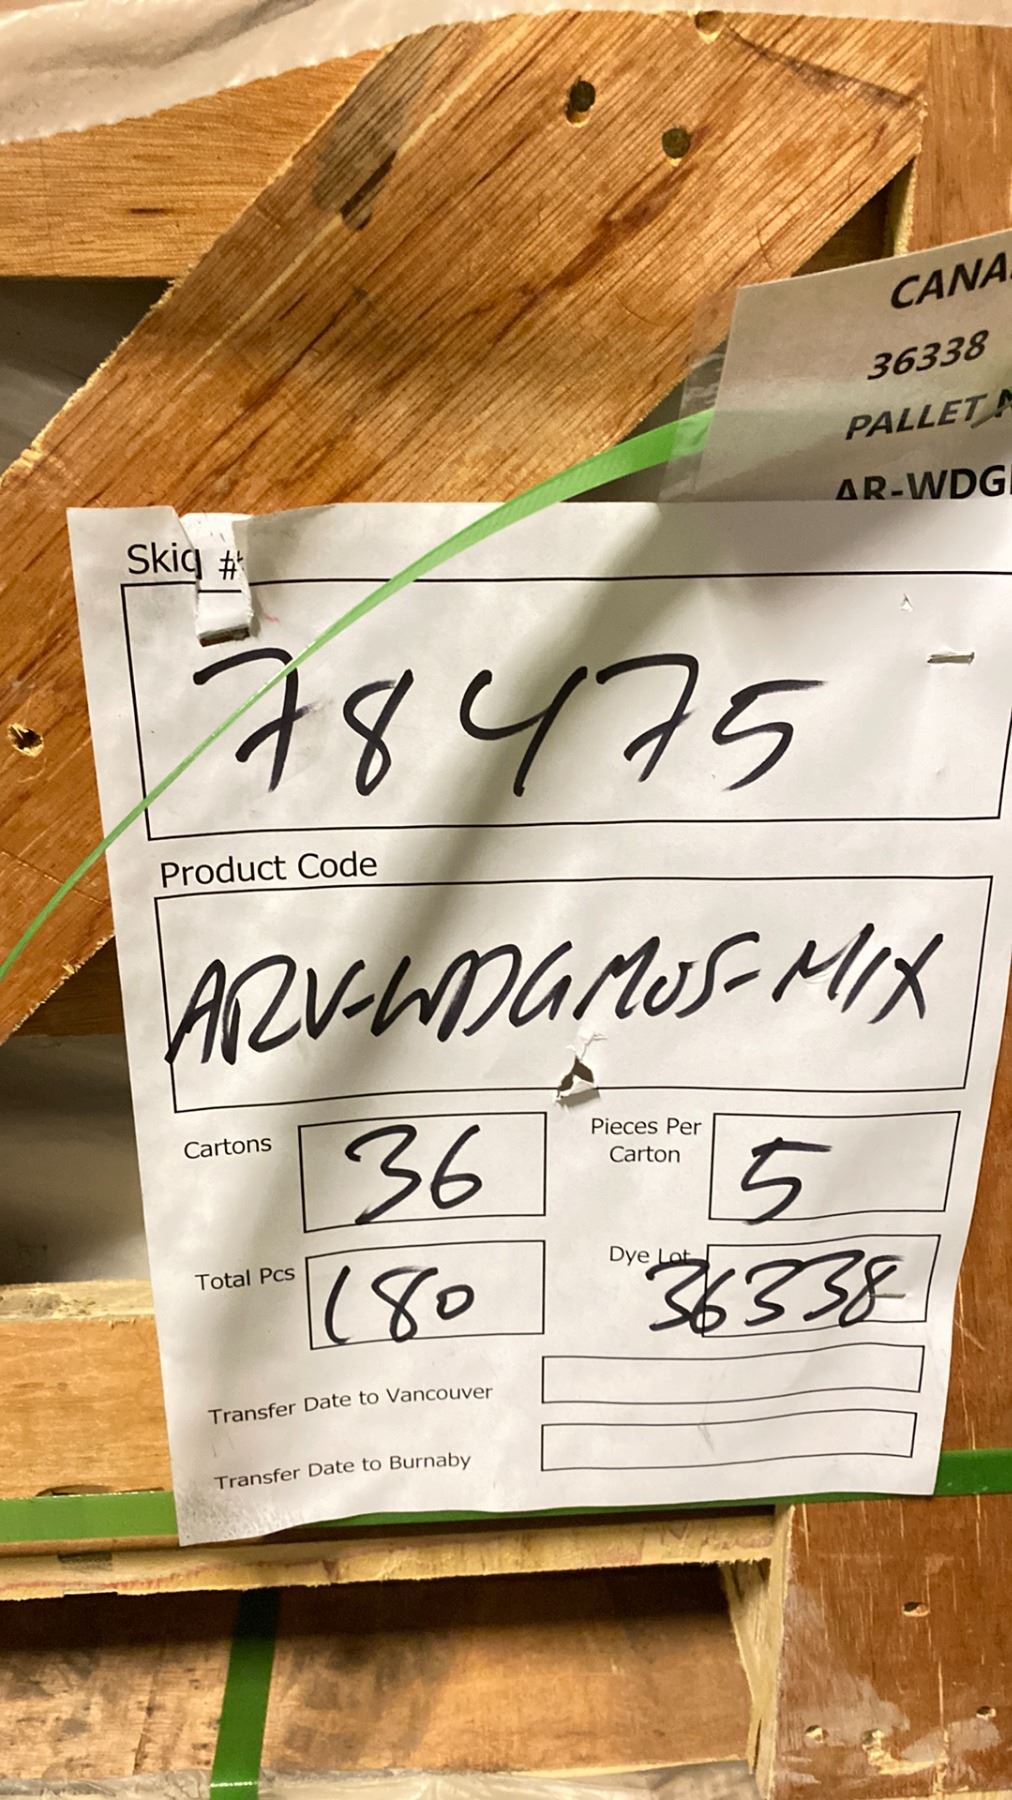 CANA
36338
PALLET
AR-WDG
Skid #
78475
Product Code
ARV-WDGMOS-MIX
Cartons 36 Pieces Per Carton 5
Total Pcs 180 Dye Lot 36338
Transfer Date to Vancouver
Transfer Date to Burnaby